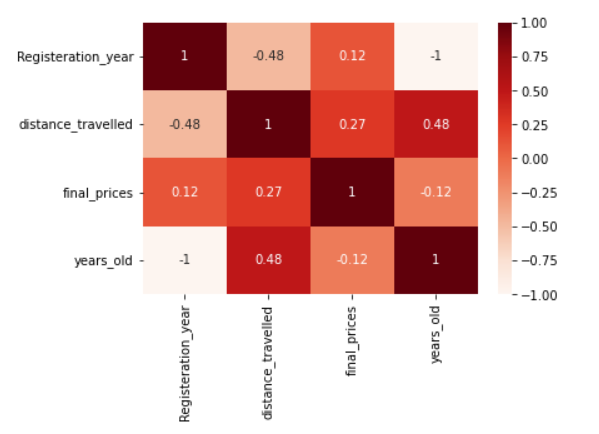 Registeration_year 1 -0.48 0.12 -1
distance_travelled -0.48 1 0.27 0.48
final_prices 0.12 0.27 1 -0.12
years_old -1 0.48 -0.12 1
Registeration_year
distance_travelled
final_prices
years_old
1.00
0.75
0.50
0.25
0.00
−0.25
−0.50
−0.75
−1.00